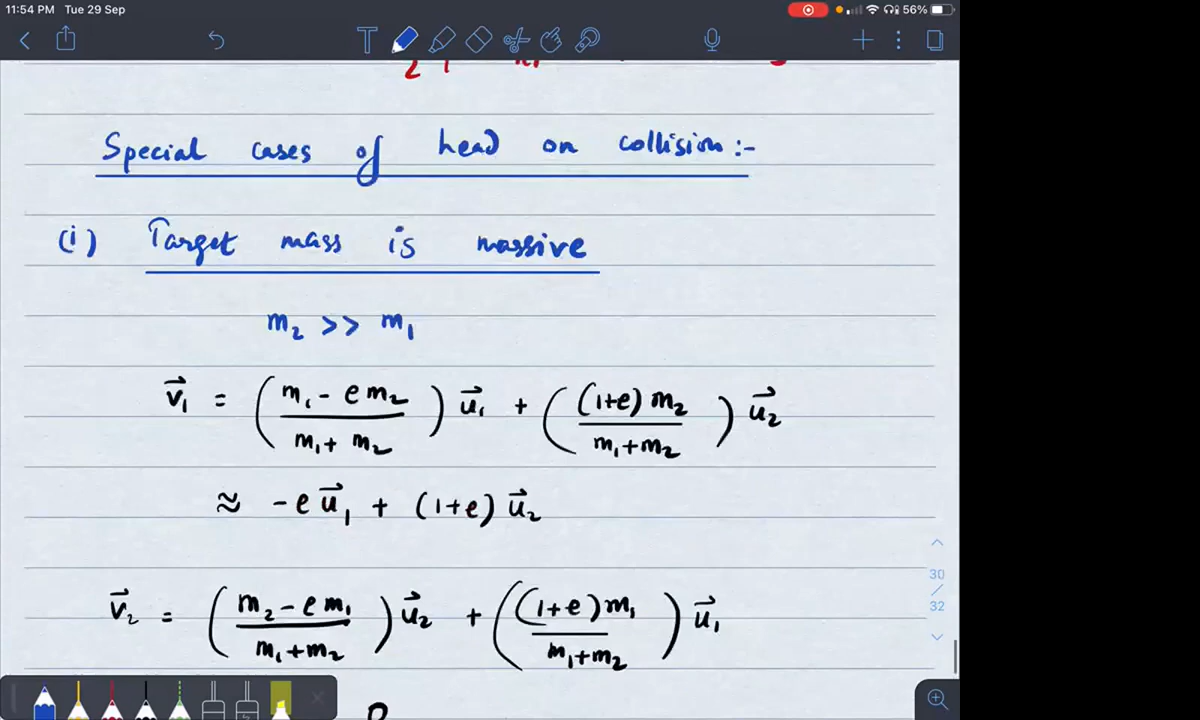 11:54 PM Tue 29 Sep 56%
Special cases of head on collision :-
(i) Target mass is massive
m₂ >> m₁
v⃗₁ = ((m₁ - e m₂)/(m₁ + m₂)) u⃗₁ + (((1+e) m₂)/(m₁+m₂)) u⃗₂
≈ -e u⃗₁ + (1+e) u⃗₂
v⃗₂ = ((m₂ - e m₁)/(m₁+m₂)) u⃗₂ + (((1+e) m₁)/(m₁+m₂)) u⃗₁
30
/
32